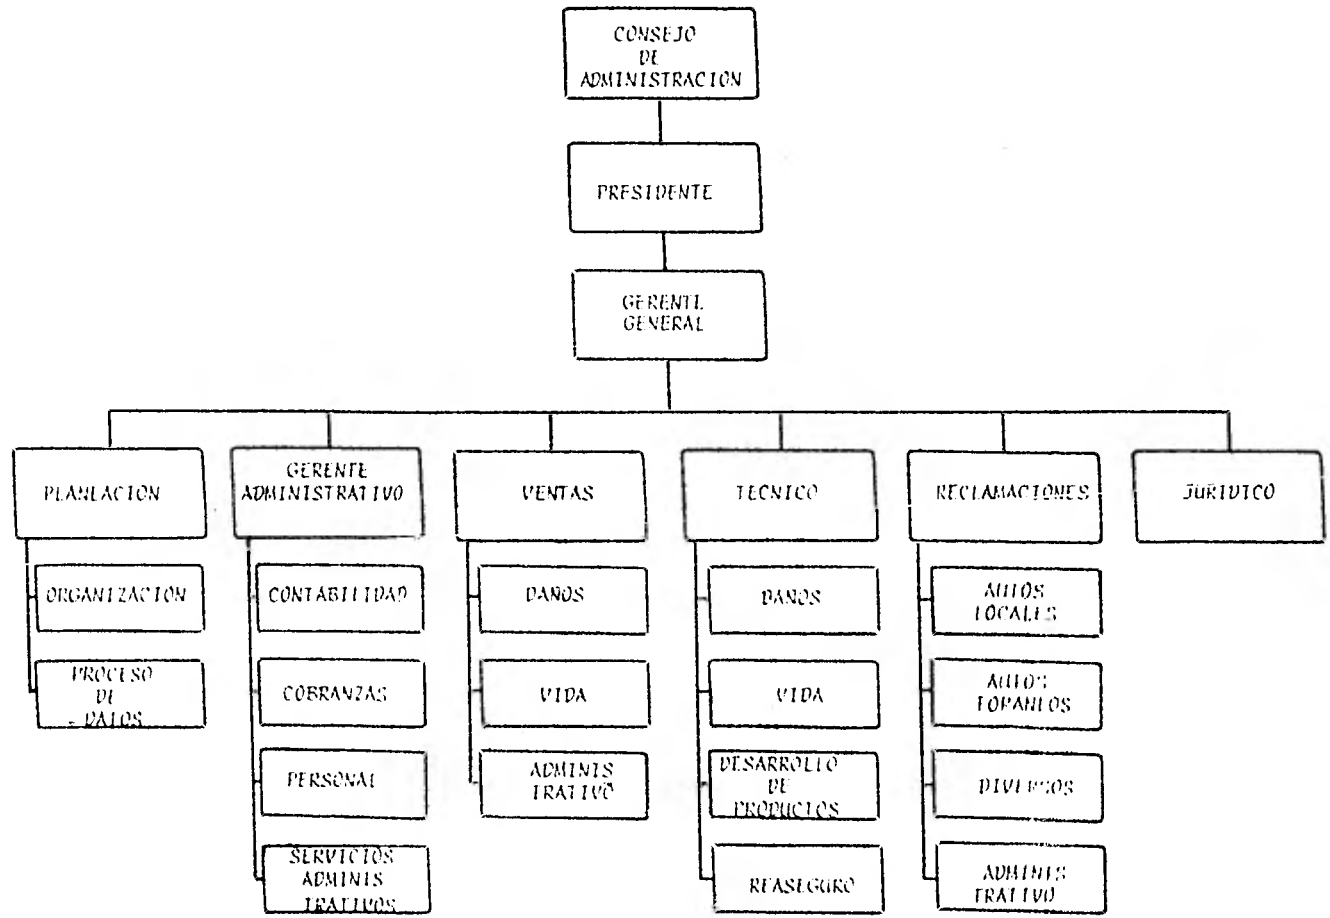 CONSEJO
DE
ADMINISTRACION
PRESIDENTE
GERENTE
GENERAL
PLANEACION
ORGANIZACION
PROCESO
DE
- DATOS
GERENTE
ADMINISTRATIVO
CONTABILIDAD
COBRANZAS
PERSONAL
SERVICIOS
ADMINIS
TRATIVOS
VENTAS
DAÑOS
VIDA
ADMINIS
TRATIVO
TECNICO
DAÑOS
VIDA
DESARROLLO
DE
PRODUCTOS
REASEGURO
RECLAMACIONES
AUTOS
LOCALES
AUTOS
FORANEOS
DIVERSOS
ADMINIS
TRATIVO
JURIDICO